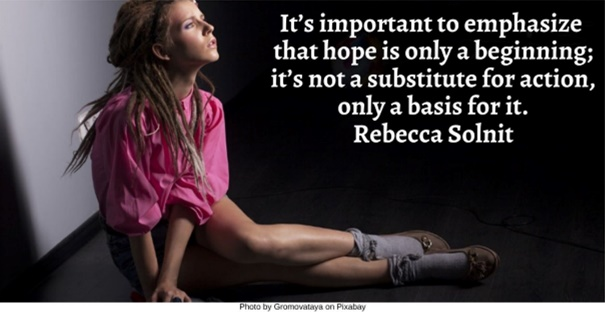 It's important to emphasize
that hope is only a beginning;
it's not a substitute for action,
only a basis for it.
Rebecca Solnit
Photo by Gromovataya on Pixabay